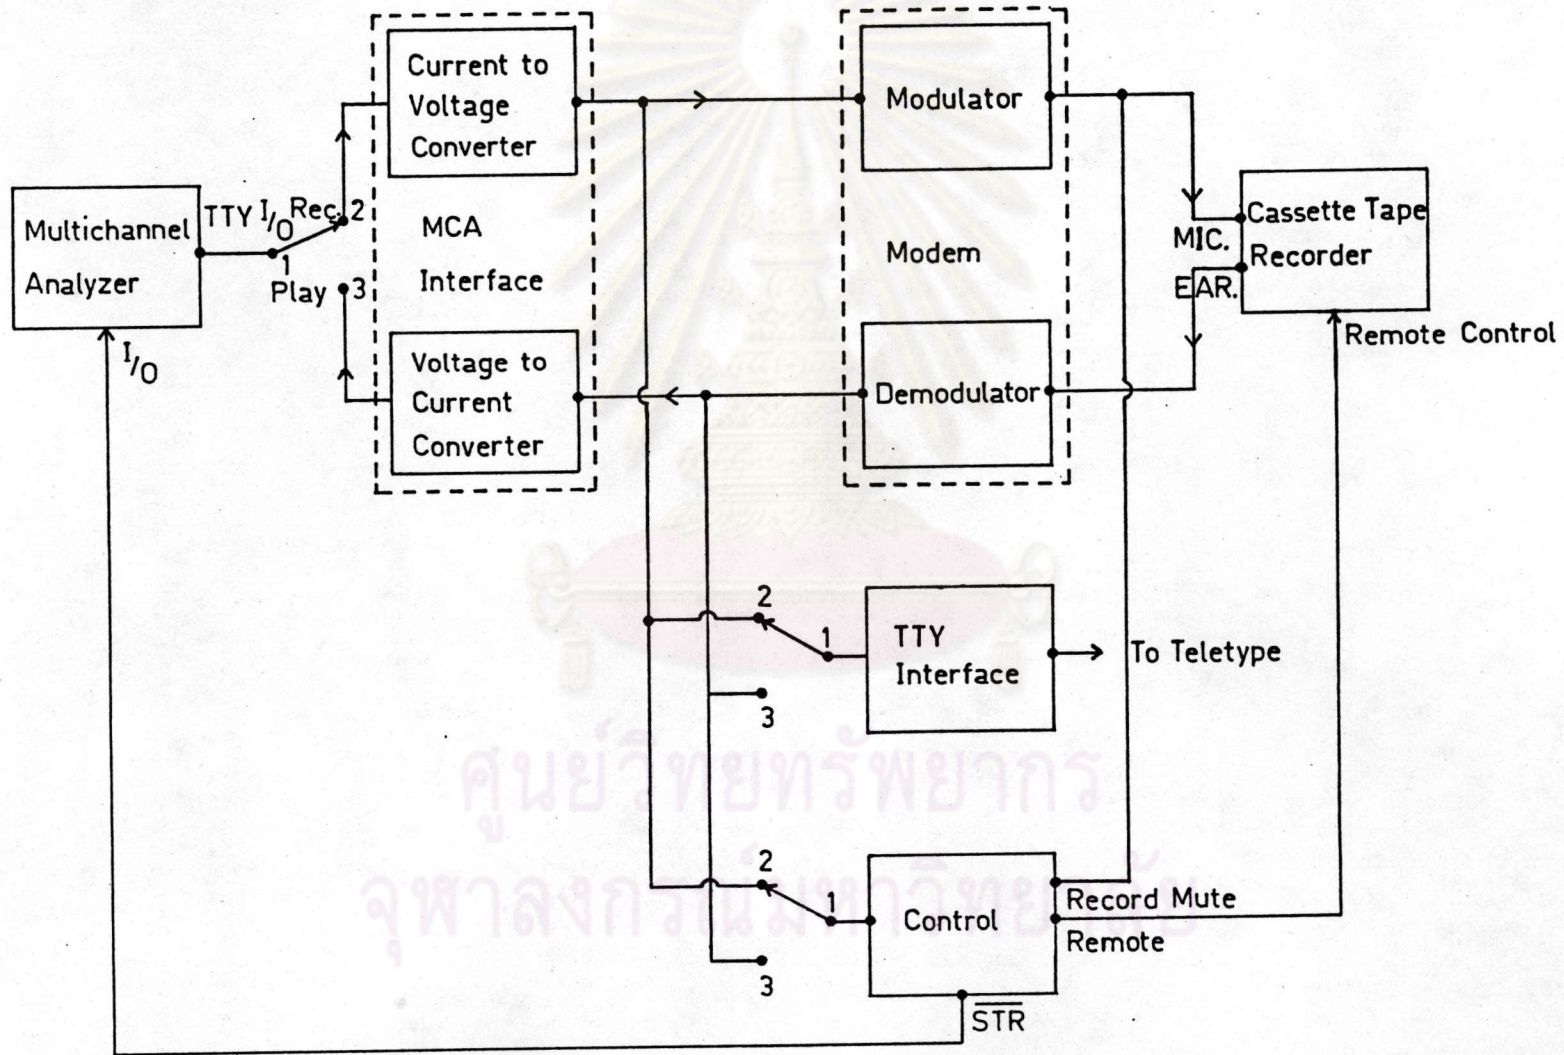 Current to
Voltage
Converter
Modulator
Multichannel
Analyzer
TTY I/O Rec. 2
1
Play 3
MCA
Interface
Modem
MIC.
EAR.
Cassette Tape
Recorder
Remote Control
I/O
Voltage to
Current
Converter
Demodulator
2
1
3
TTY
Interface
To Teletype
ศูนย์วิทยทรัพยากร
จุฬาลงกรณ์มหาวิทยาลัย
2
1
3
Control
Record Mute
Remote
S̅T̅R̅